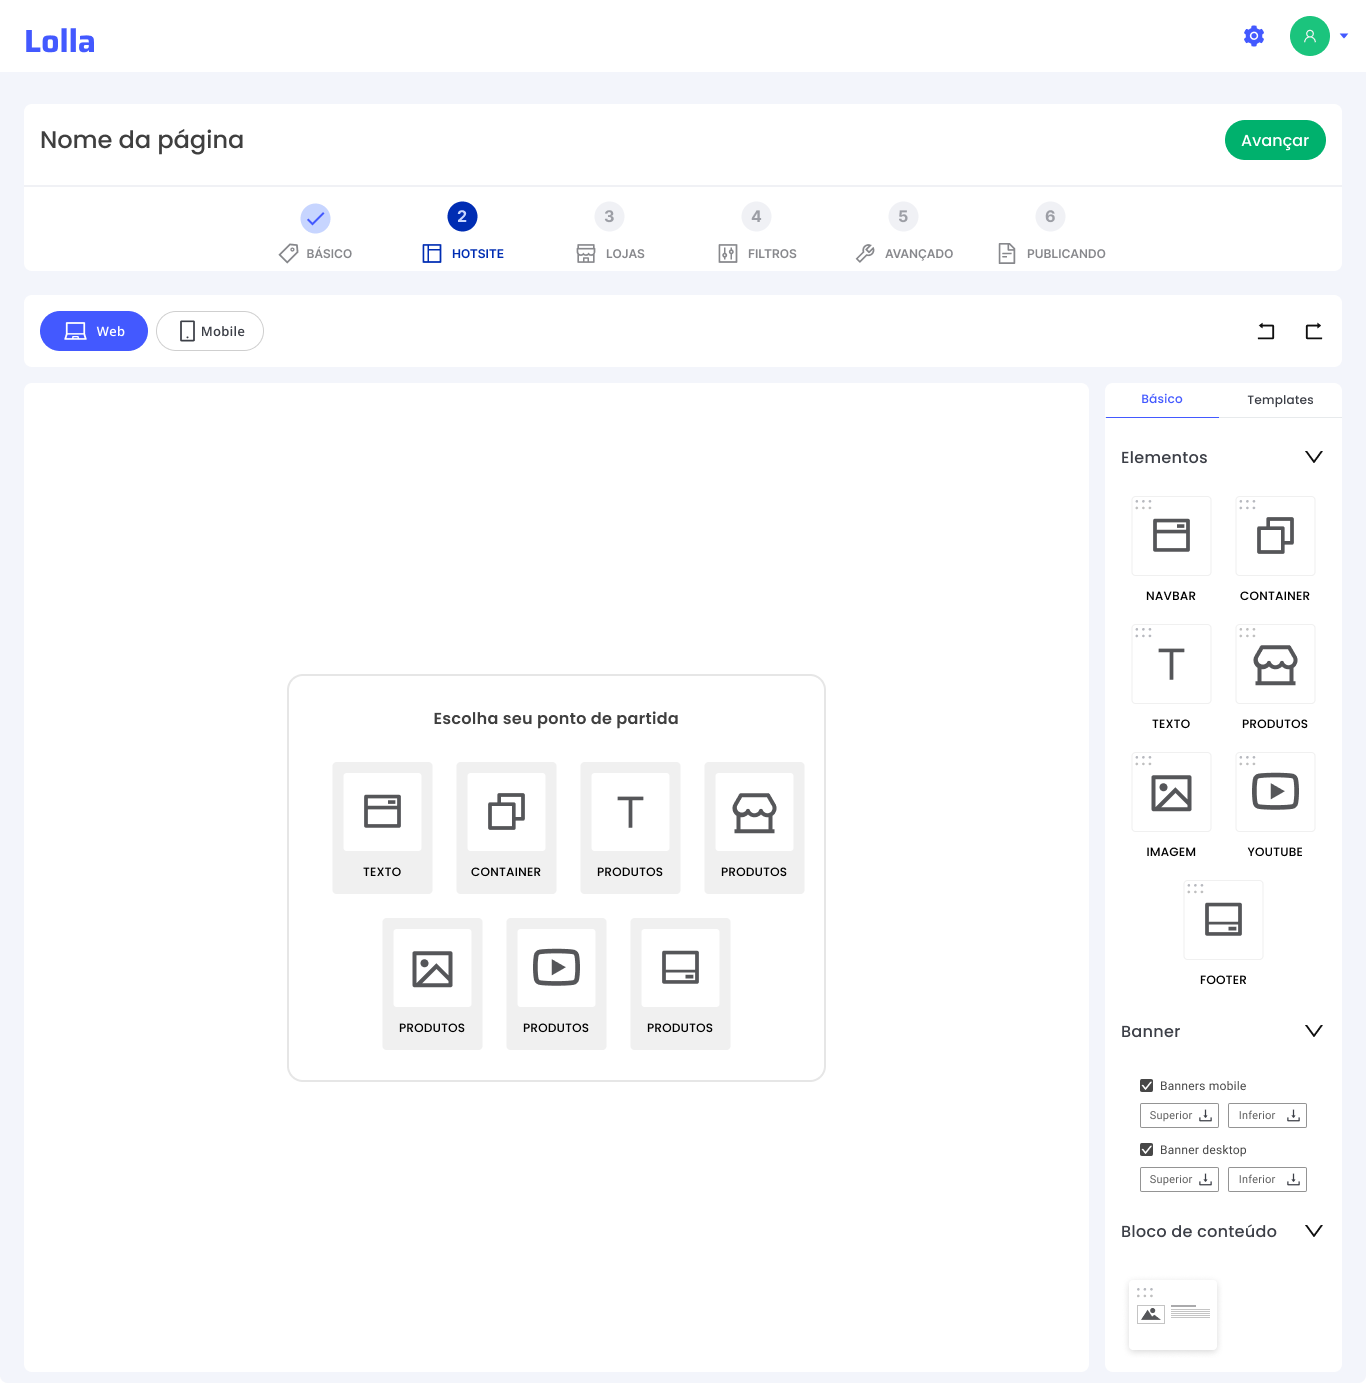 Lolla
Nome da página
Avançar
2
3
4
5
6
BÁSICO
HOTSITE
LOJAS
FILTROS
AVANÇADO
PUBLICANDO
Web
Mobile
Básico
Templates
Elementos
NAVBAR
CONTAINER
TEXTO
PRODUTOS
IMAGEM
YOUTUBE
FOOTER
Escolha seu ponto de partida
TEXTO
CONTAINER
PRODUTOS
PRODUTOS
PRODUTOS
PRODUTOS
PRODUTOS
Banner
Banners mobile
Superior
Inferior
Banner desktop
Superior
Inferior
Bloco de conteúdo